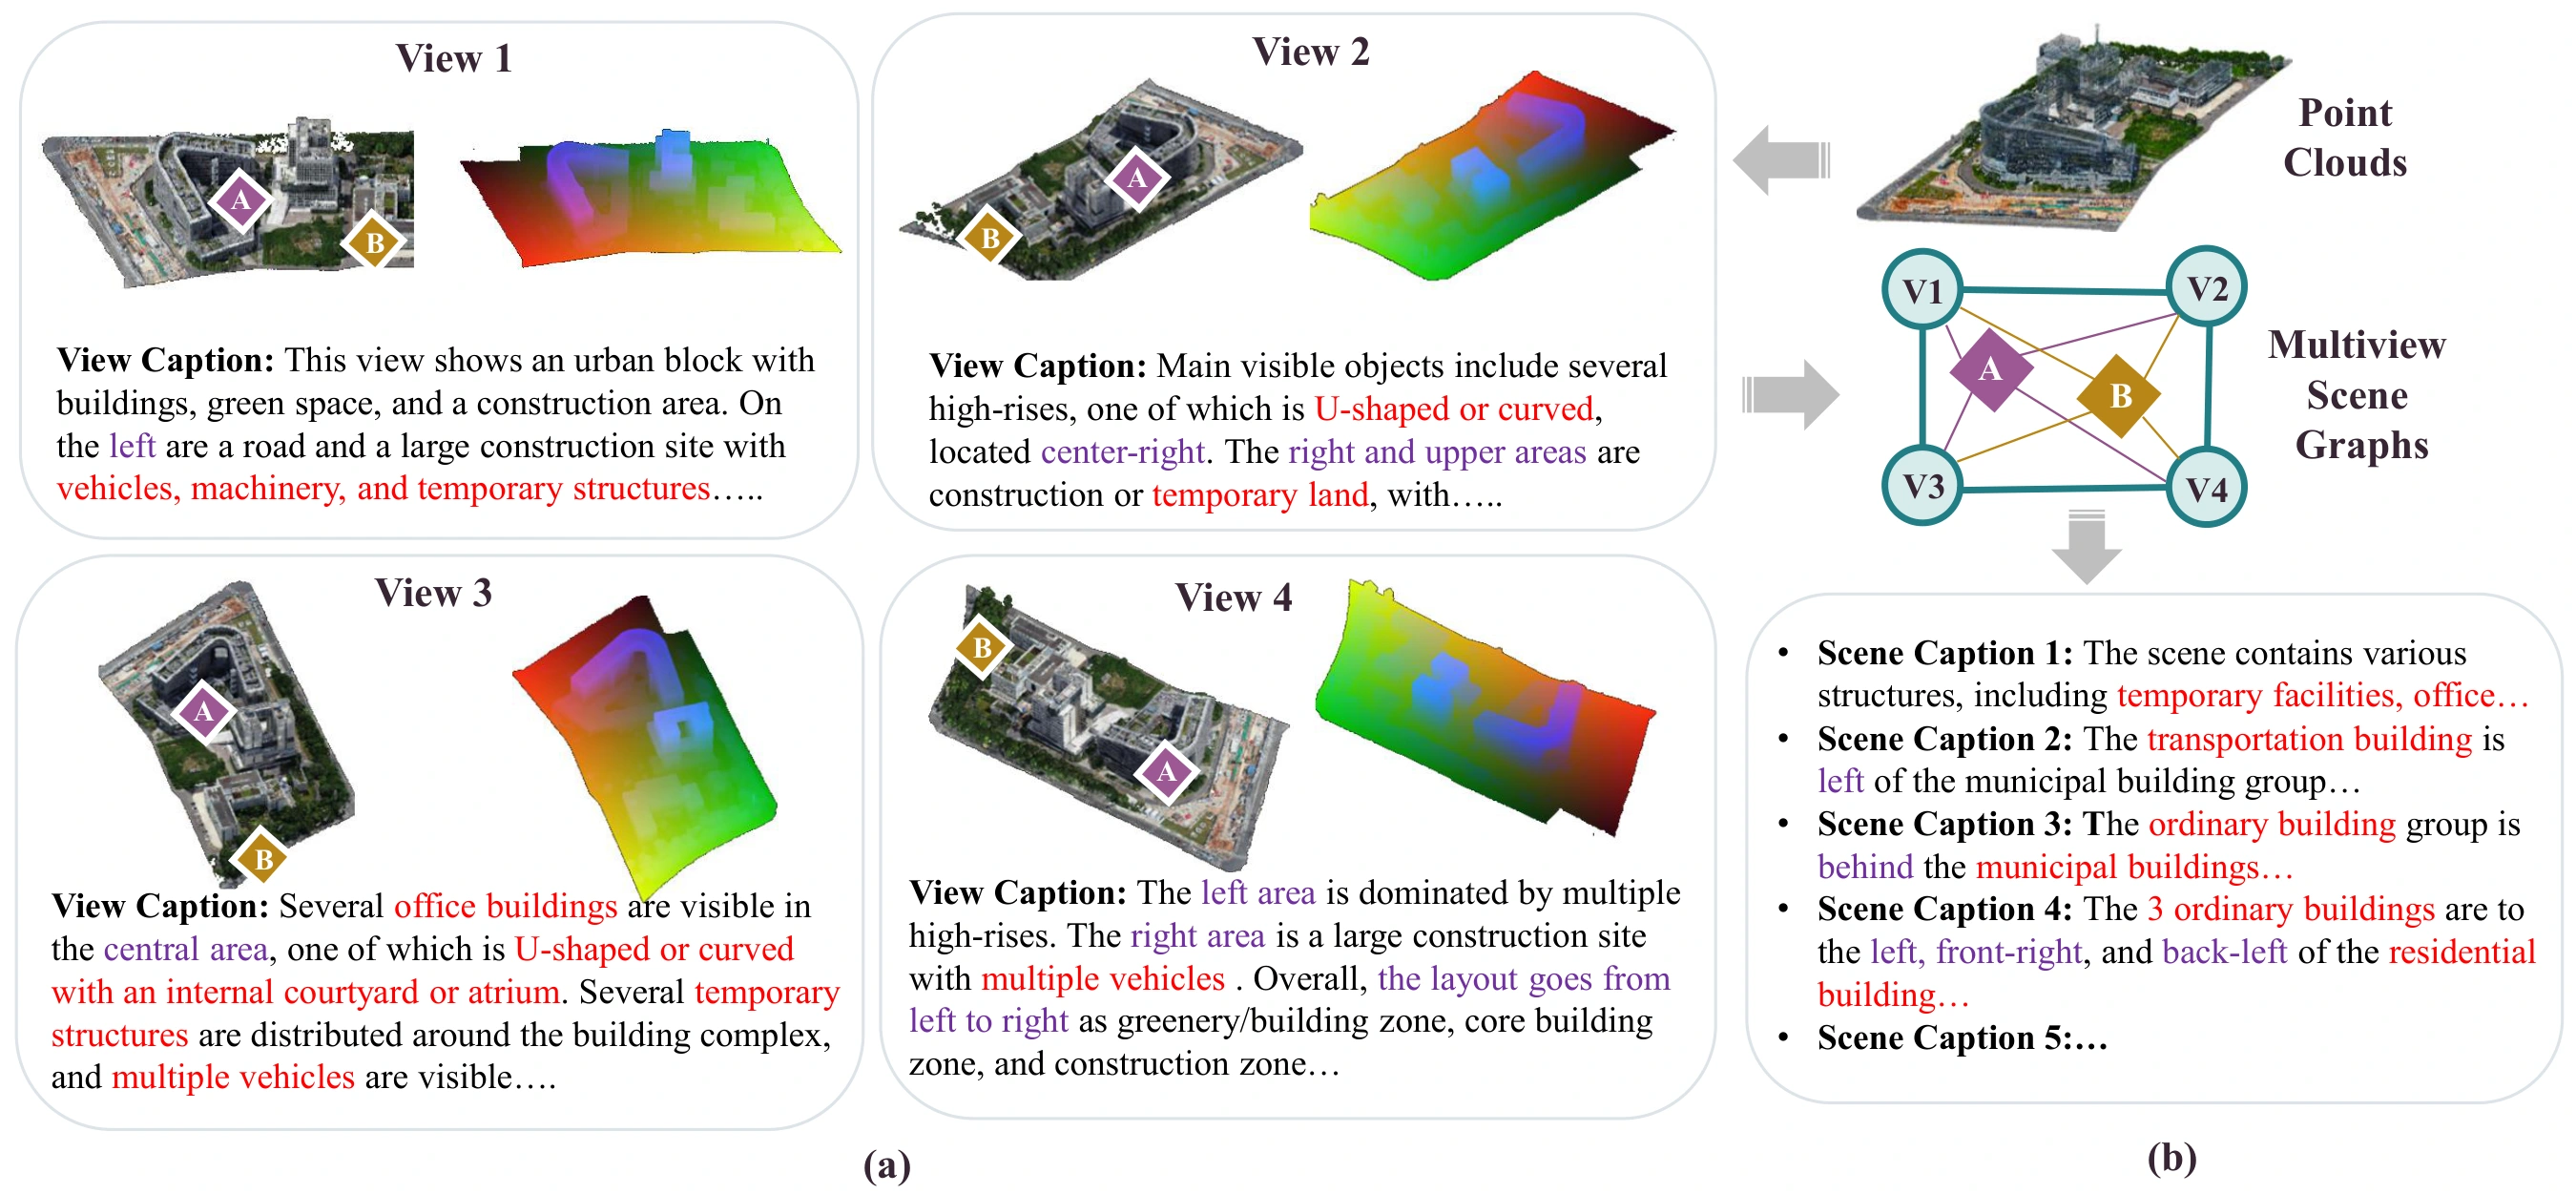 View 1
A
B
View Caption: This view shows an urban block with
buildings, green space, and a construction area. On
the left are a road and a large construction site with
vehicles, machinery, and temporary structures…..
View 2
A
B
View Caption: Main visible objects include several
high-rises, one of which is U-shaped or curved,
located center-right. The right and upper areas are
construction or temporary land, with…..
View 3
A
B
View Caption: Several office buildings are visible in
the central area, one of which is U-shaped or curved
with an internal courtyard or atrium. Several temporary
structures are distributed around the building complex,
and multiple vehicles are visible….
View 4
B
A
View Caption: The left area is dominated by multiple
high-rises. The right area is a large construction site
with multiple vehicles . Overall, the layout goes from
left to right as greenery/building zone, core building
zone, and construction zone…
(a)
Point
Clouds
V1
V2
A
B
V3
V4
Multiview
Scene
Graphs
• Scene Caption 1: The scene contains various
structures, including temporary facilities, office…
• Scene Caption 2: The transportation building is
left of the municipal building group…
• Scene Caption 3: The ordinary building group is
behind the municipal buildings…
• Scene Caption 4: The 3 ordinary buildings are to
the left, front-right, and back-left of the residential
building…
• Scene Caption 5:…
(b)